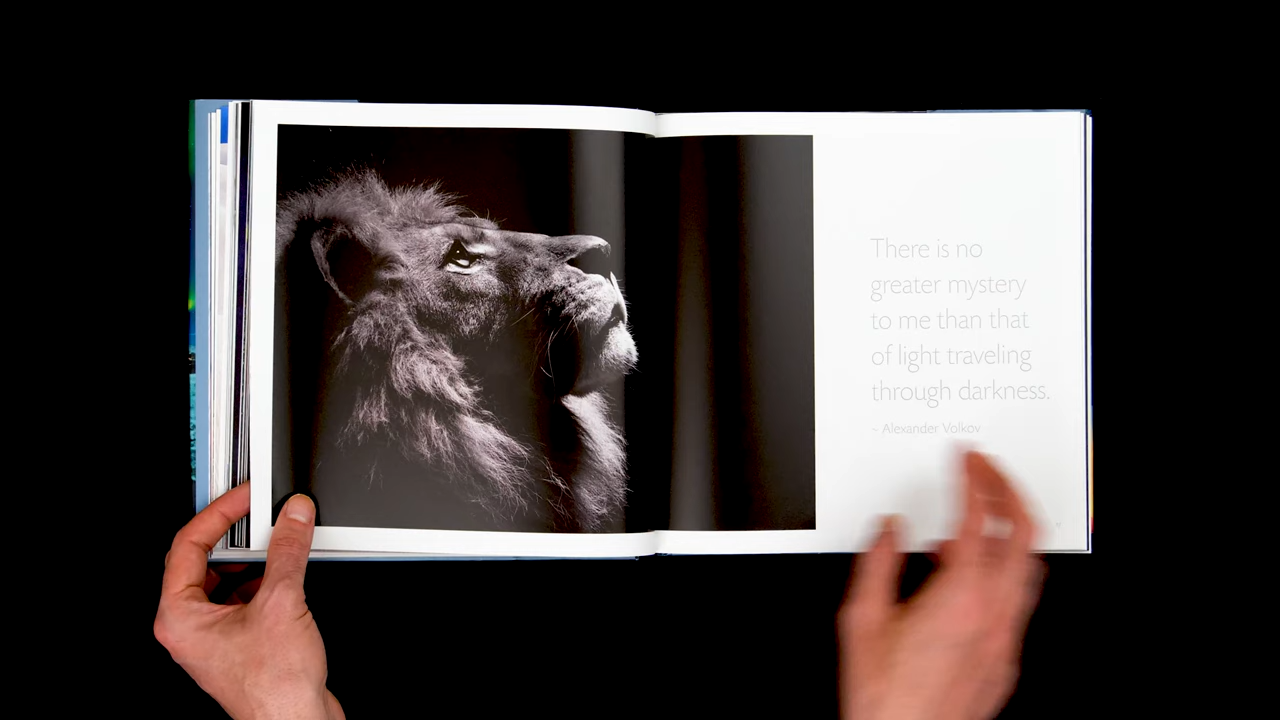 There is no
greater mystery
to me than that
of light traveling
through darkness.
~ Alexander Volkov